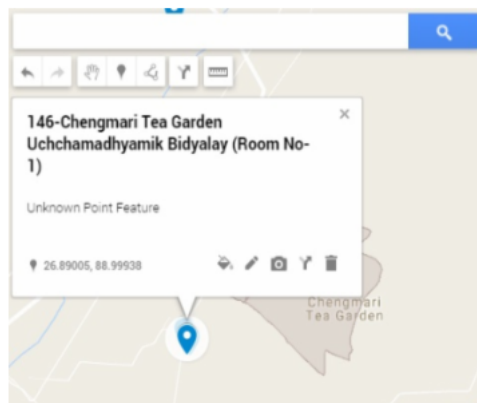 146-Chengmari Tea Garden
Uchchamadhyamik Bidyalay (Room No-
1)
Unknown Point Feature
26.89005, 88.99938
Chengmari
Tea Garden